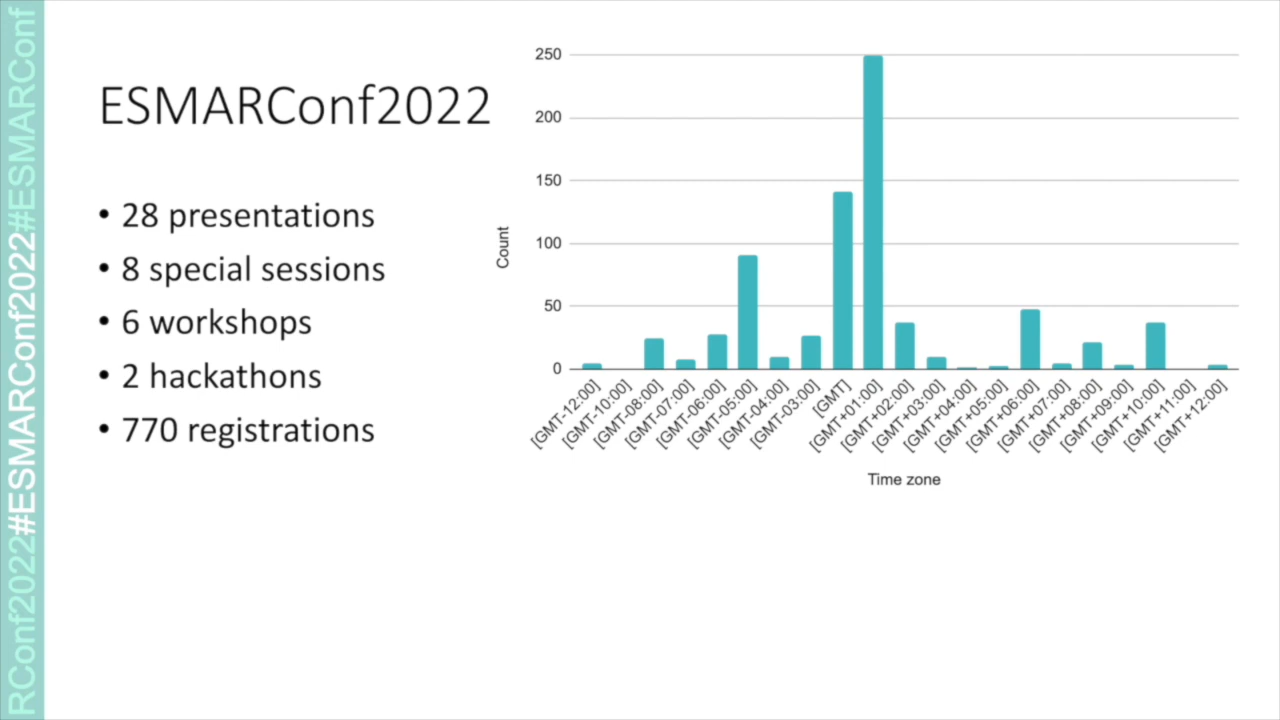 RConf2022#ESMARConf2022#ESMARConf
ESMARConf2022
• 28 presentations
• 8 special sessions
• 6 workshops
• 2 hackathons
• 770 registrations
250
200
150
100
50
0
Count
[GMT-12:00]
[GMT-10:00]
[GMT-08:00]
[GMT-07:00]
[GMT-06:00]
[GMT-05:00]
[GMT-04:00]
[GMT-03:00]
[GMT]
[GMT+01:00]
[GMT+02:00]
[GMT+03:00]
[GMT+04:00]
[GMT+05:00]
[GMT+06:00]
[GMT+07:00]
[GMT+08:00]
[GMT+09:00]
[GMT+10:00]
[GMT+11:00]
[GMT+12:00]
Time zone